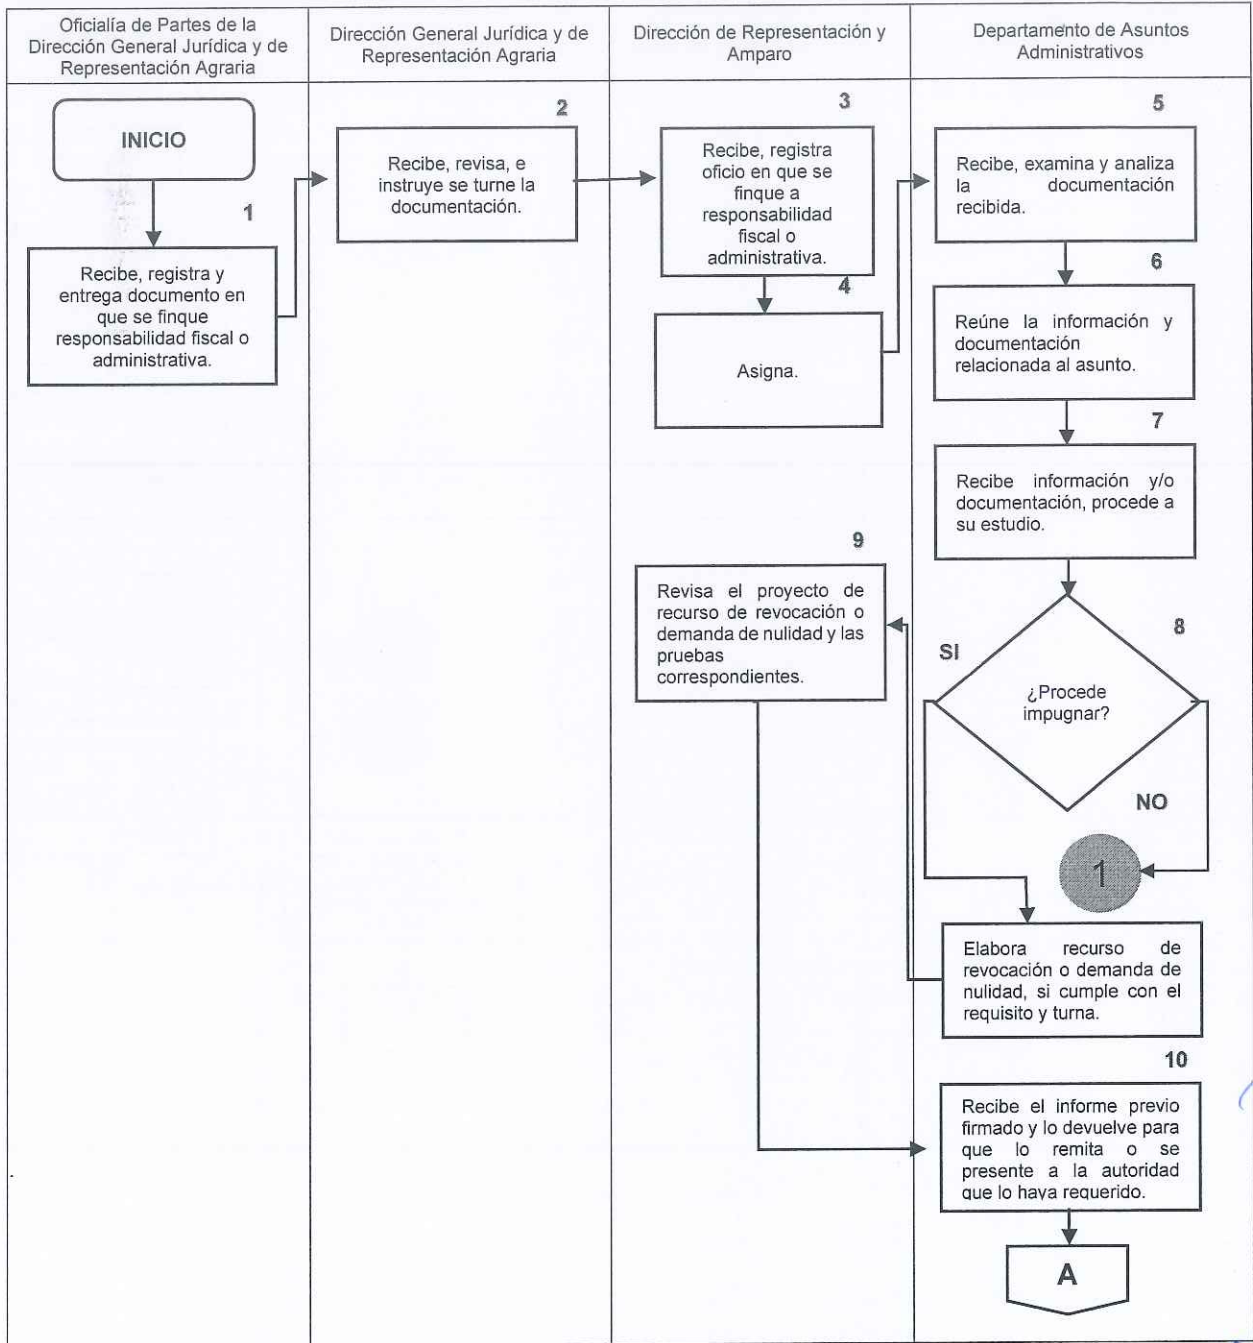 Oficialía de Partes de la
Dirección General Jurídica y de
Representación Agraria
Dirección General Jurídica y de
Representación Agraria
Dirección de Representación y
Amparo
Departamento de Asuntos
Administrativos
INICIO
1
Recibe, registra y
entrega documento en
que se finque
responsabilidad fiscal o
administrativa.
2
Recibe, revisa, e
instruye se turne la
documentación.
3
Recibe, registra
oficio en que se
finque a
responsabilidad
fiscal o
administrativa.
4
Asigna.
5
Recibe, examina y analiza
la documentación
recibida.
6
Reúne la información y
documentación
relacionada al asunto.
7
Recibe información y/o
documentación, procede a
su estudio.
8
¿Procede
impugnar?
SI
NO
1
Elabora recurso de
revocación o demanda de
nulidad, si cumple con el
requisito y turna.
9
Revisa el proyecto de
recurso de revocación o
demanda de nulidad y las
pruebas
correspondientes.
10
Recibe el informe previo
firmado y lo devuelve para
que lo remita o se
presente a la autoridad
que lo haya requerido.
A